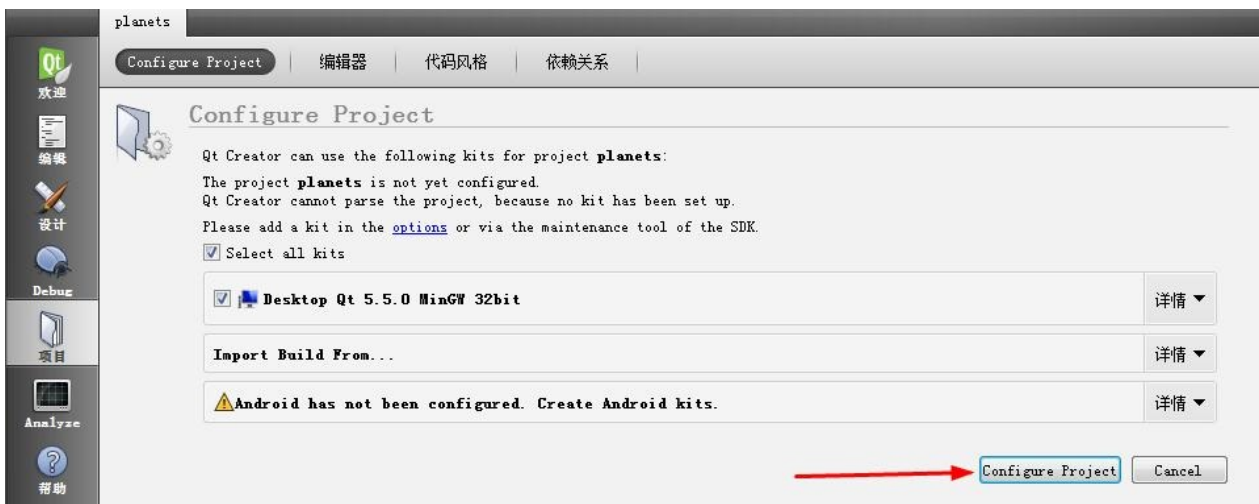 planets
Configure Project
编辑器
代码风格
依赖关系
Qt
欢迎
编辑
设计
Debug
项目
Analyze
帮助
Configure Project
Qt Creator can use the following kits for project planets:
The project planets is not yet configured.
Qt Creator cannot parse the project, because no kit has been set up.
Please add a kit in the options or via the maintenance tool of the SDK.
Select all kits
Desktop Qt 5.5.0 MinGW 32bit
详情
Import Build From...
详情
Android has not been configured. Create Android kits.
详情
Configure Project
Cancel